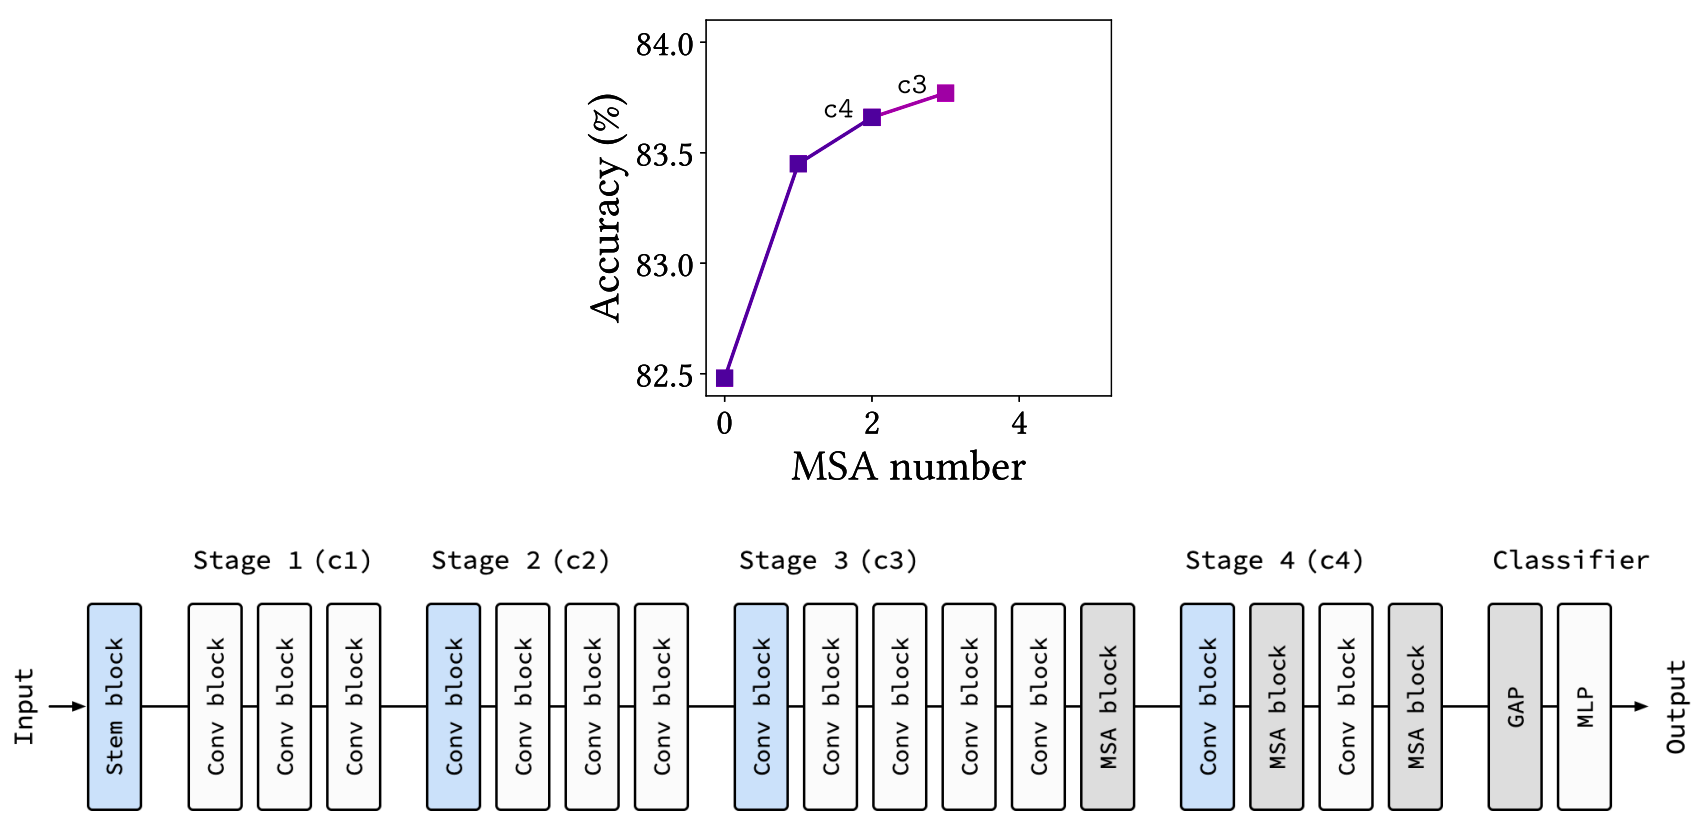 84.0
83.5
83.0
82.5
Accuracy (%)
c4
c3
0 2 4
MSA number
Stage 1 (c1) Stage 2 (c2) Stage 3 (c3) Stage 4 (c4) Classifier
Input
Stem block
Conv block
Conv block
Conv block
Conv block
Conv block
Conv block
Conv block
Conv block
Conv block
Conv block
Conv block
Conv block
MSA block
Conv block
MSA block
Conv block
MSA block
GAP
MLP
Output